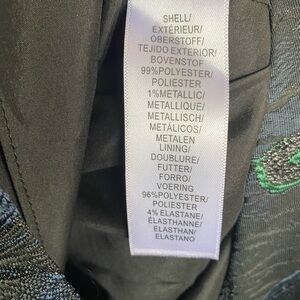 SHELL/
EXTÉRIEUR/
OBERSTOFF/
TEJIDO EXTERIOR/
BOVENSTOF
99%POLYESTER/
POLIESTER
1%METALLIC/
METALLIQUE/
METALLISCH/
METÁLICOS/
METALEN
LINING/
DOUBLURE/
FUTTER/
FORRO/
VOERING
96%POLYESTER/
POLIESTER
4% ELASTANE/
ÉLASTHANNE/
ELASTHAN/
ELASTANO